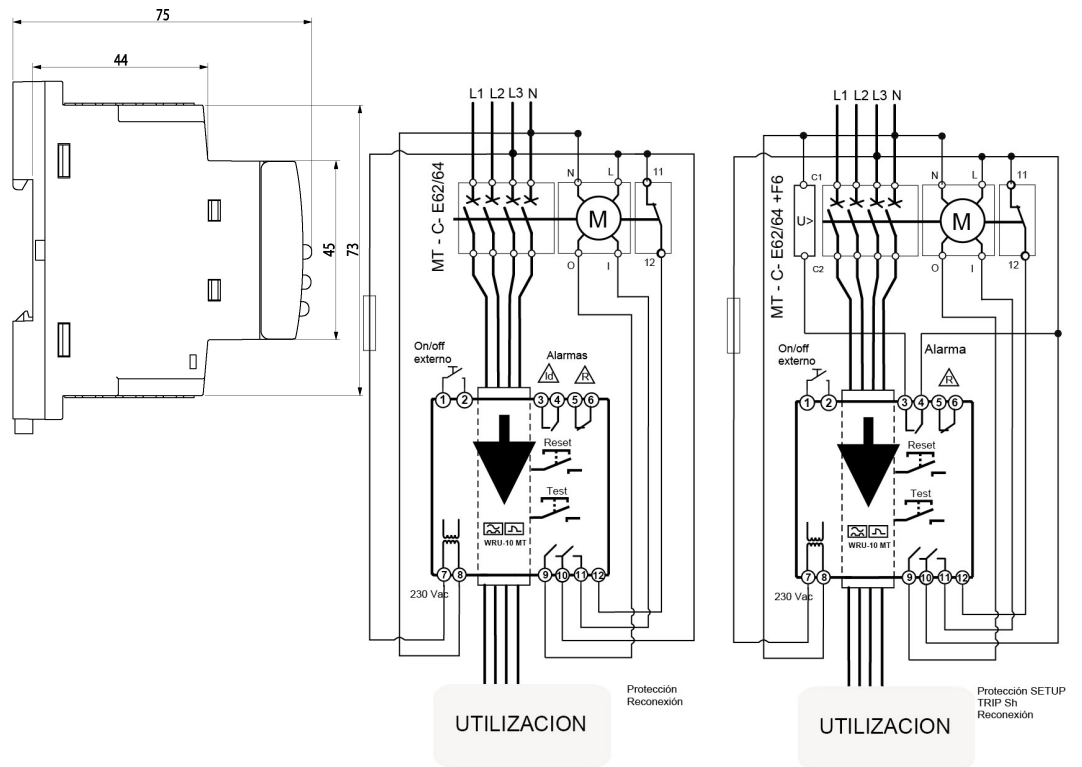 75
44
45
73
L1 L2 L3 N
MT - C- E62/64
N
L
11
M
O
I
12
On/off
externo
Alarmas
Id
R
1 2 3 4 5 6
Reset
Test
WRU-10 MT
7 8 9 10 11 12
230 Vac
UTILIZACION
Protección
Reconexión
L1 L2 L3 N
MT - C- E62/64 +F6
C1
U>
C2
N
L
11
M
O
I
12
On/off
externo
Alarma
R
1 2 3 4 5 6
Reset
Test
WRU-10 MT
7 8 9 10 11 12
230 Vac
UTILIZACION
Protección SETUP
TRIP Sh
Reconexión